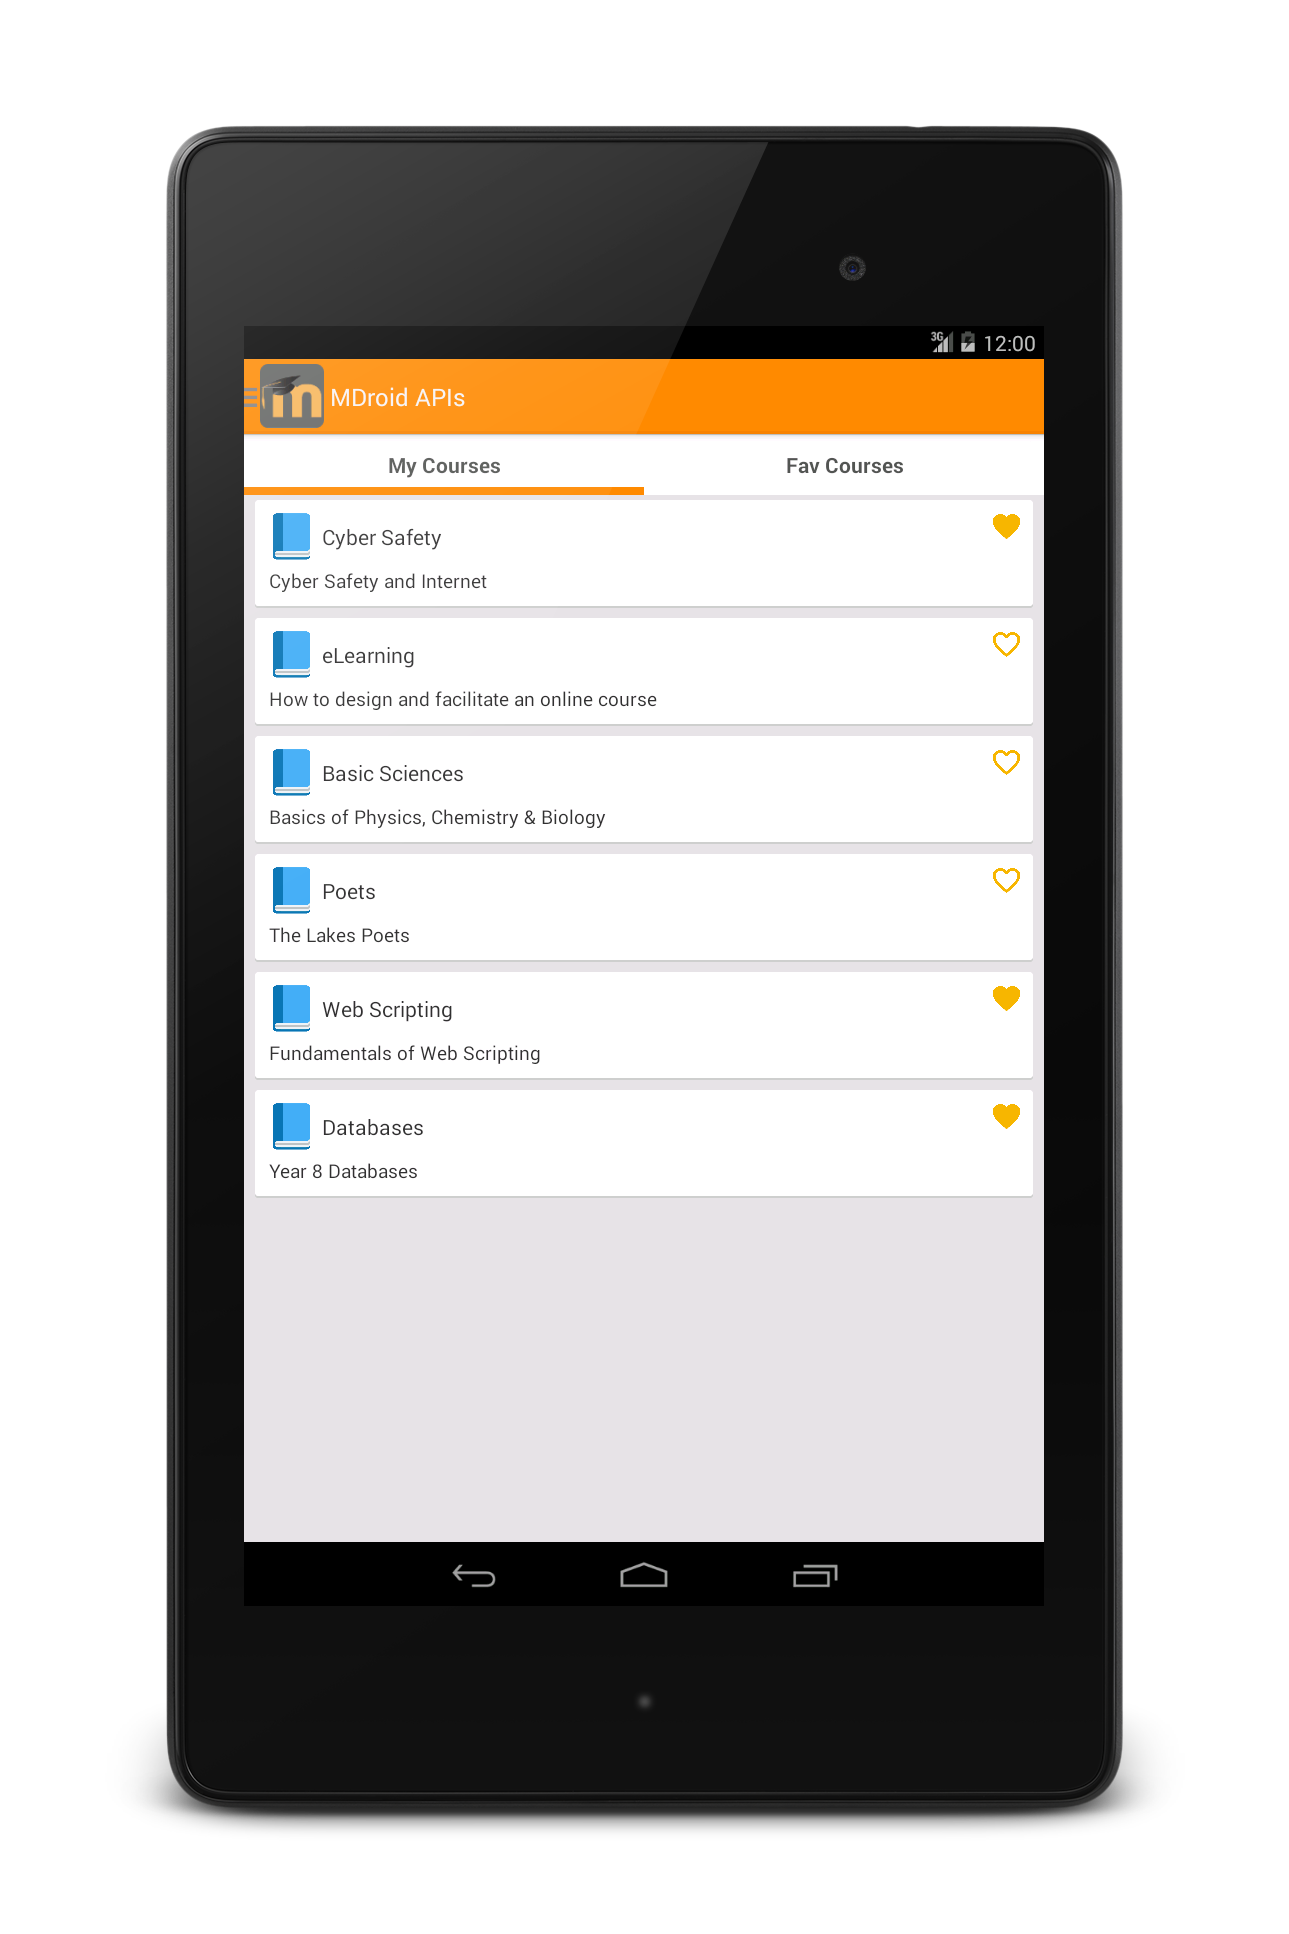 3G 12:00
m MDroid APIs
My Courses Fav Courses
Cyber Safety
Cyber Safety and Internet
eLearning
How to design and facilitate an online course
Basic Sciences
Basics of Physics, Chemistry & Biology
Poets
The Lakes Poets
Web Scripting
Fundamentals of Web Scripting
Databases
Year 8 Databases